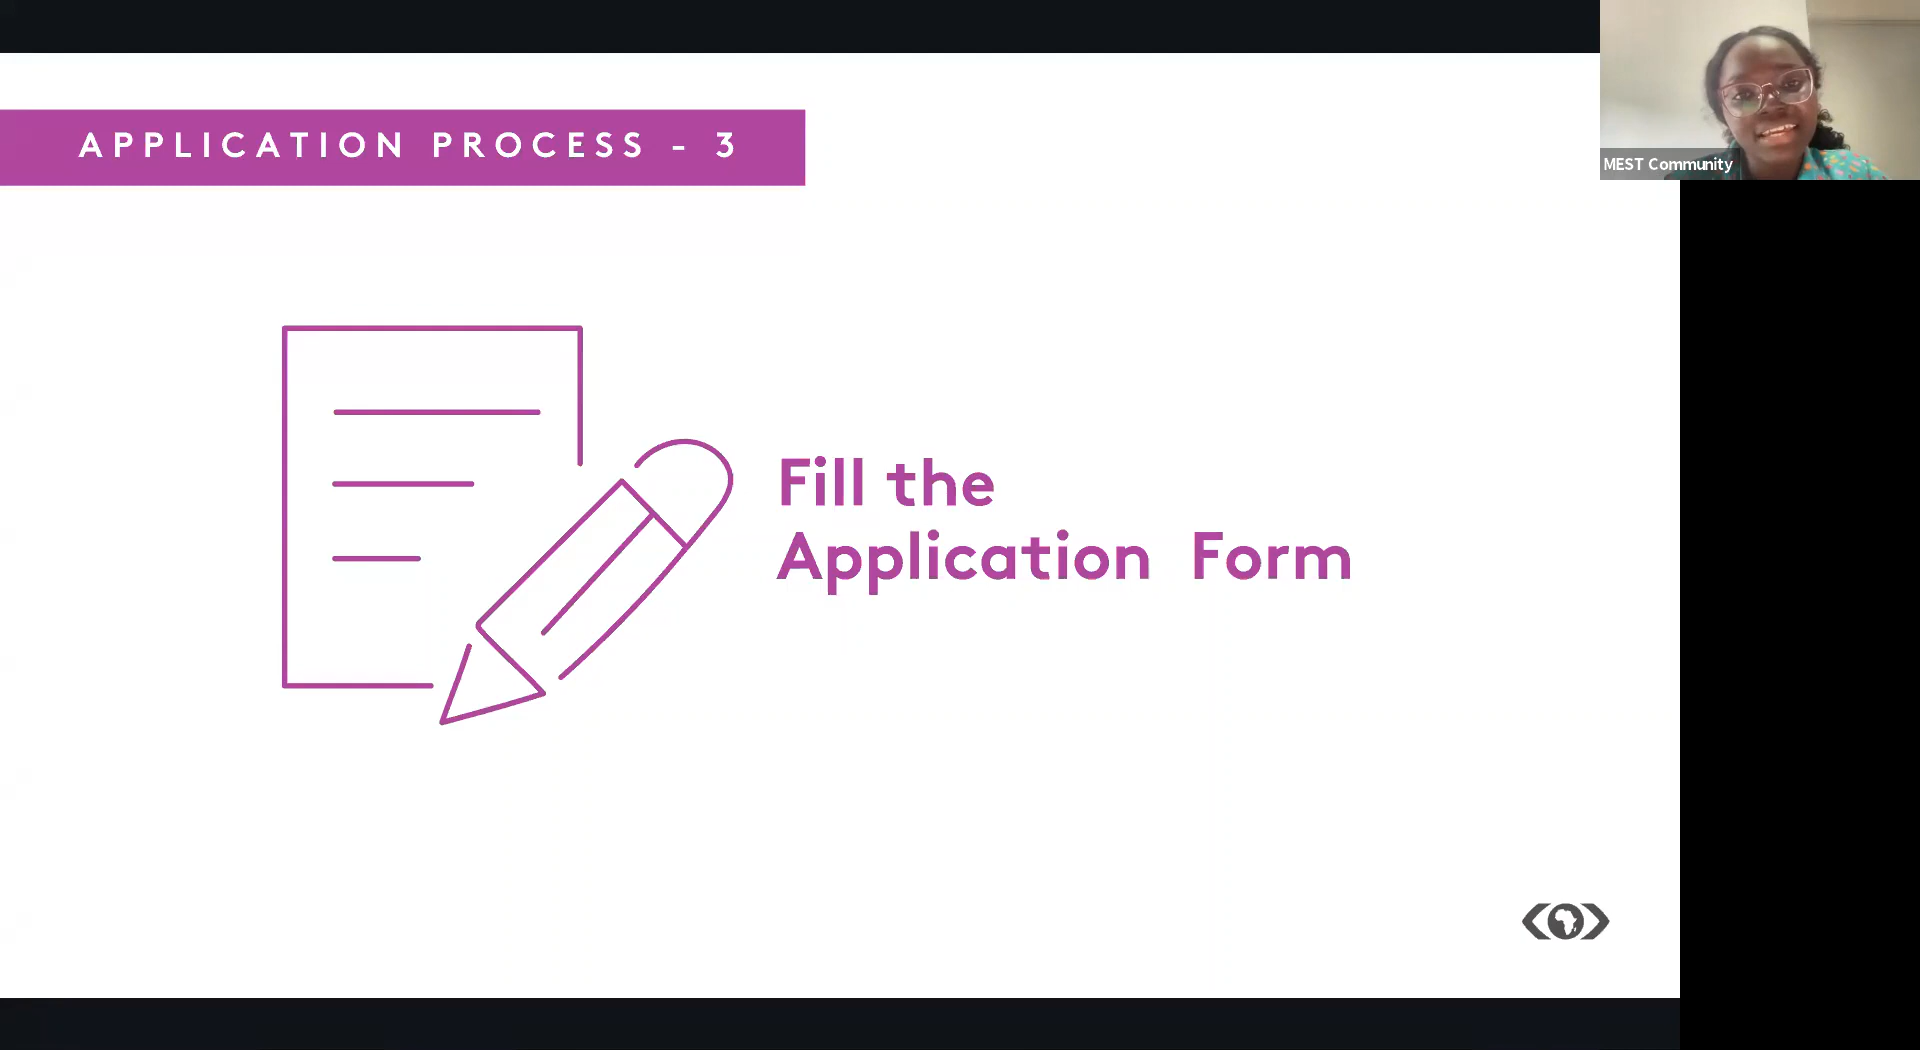 APPLICATION PROCESS - 3
MEST Community
Fill the
Application Form